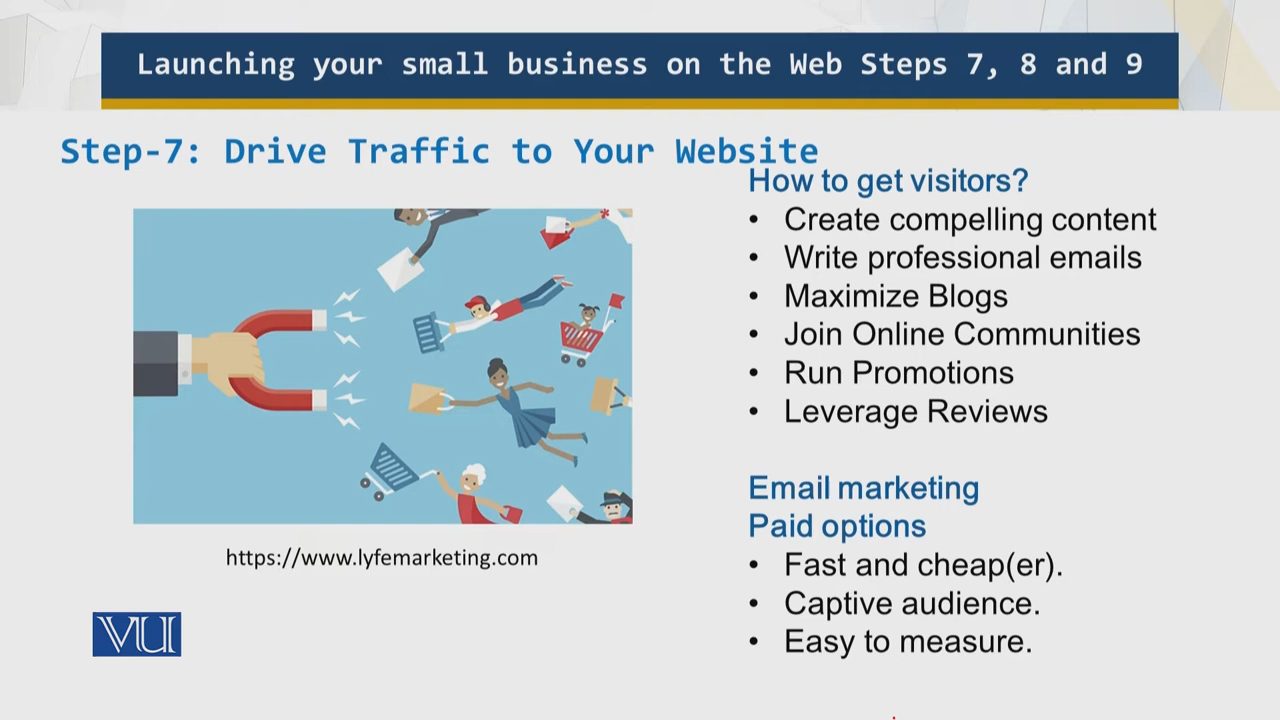 Launching your small business on the Web Steps 7, 8 and 9
Step-7: Drive Traffic to Your Website
How to get visitors?
• Create compelling content
• Write professional emails
• Maximize Blogs
• Join Online Communities
• Run Promotions
• Leverage Reviews
Email marketing
Paid options
• Fast and cheap(er).
• Captive audience.
• Easy to measure.
https://www.lyfemarketing.com
VU